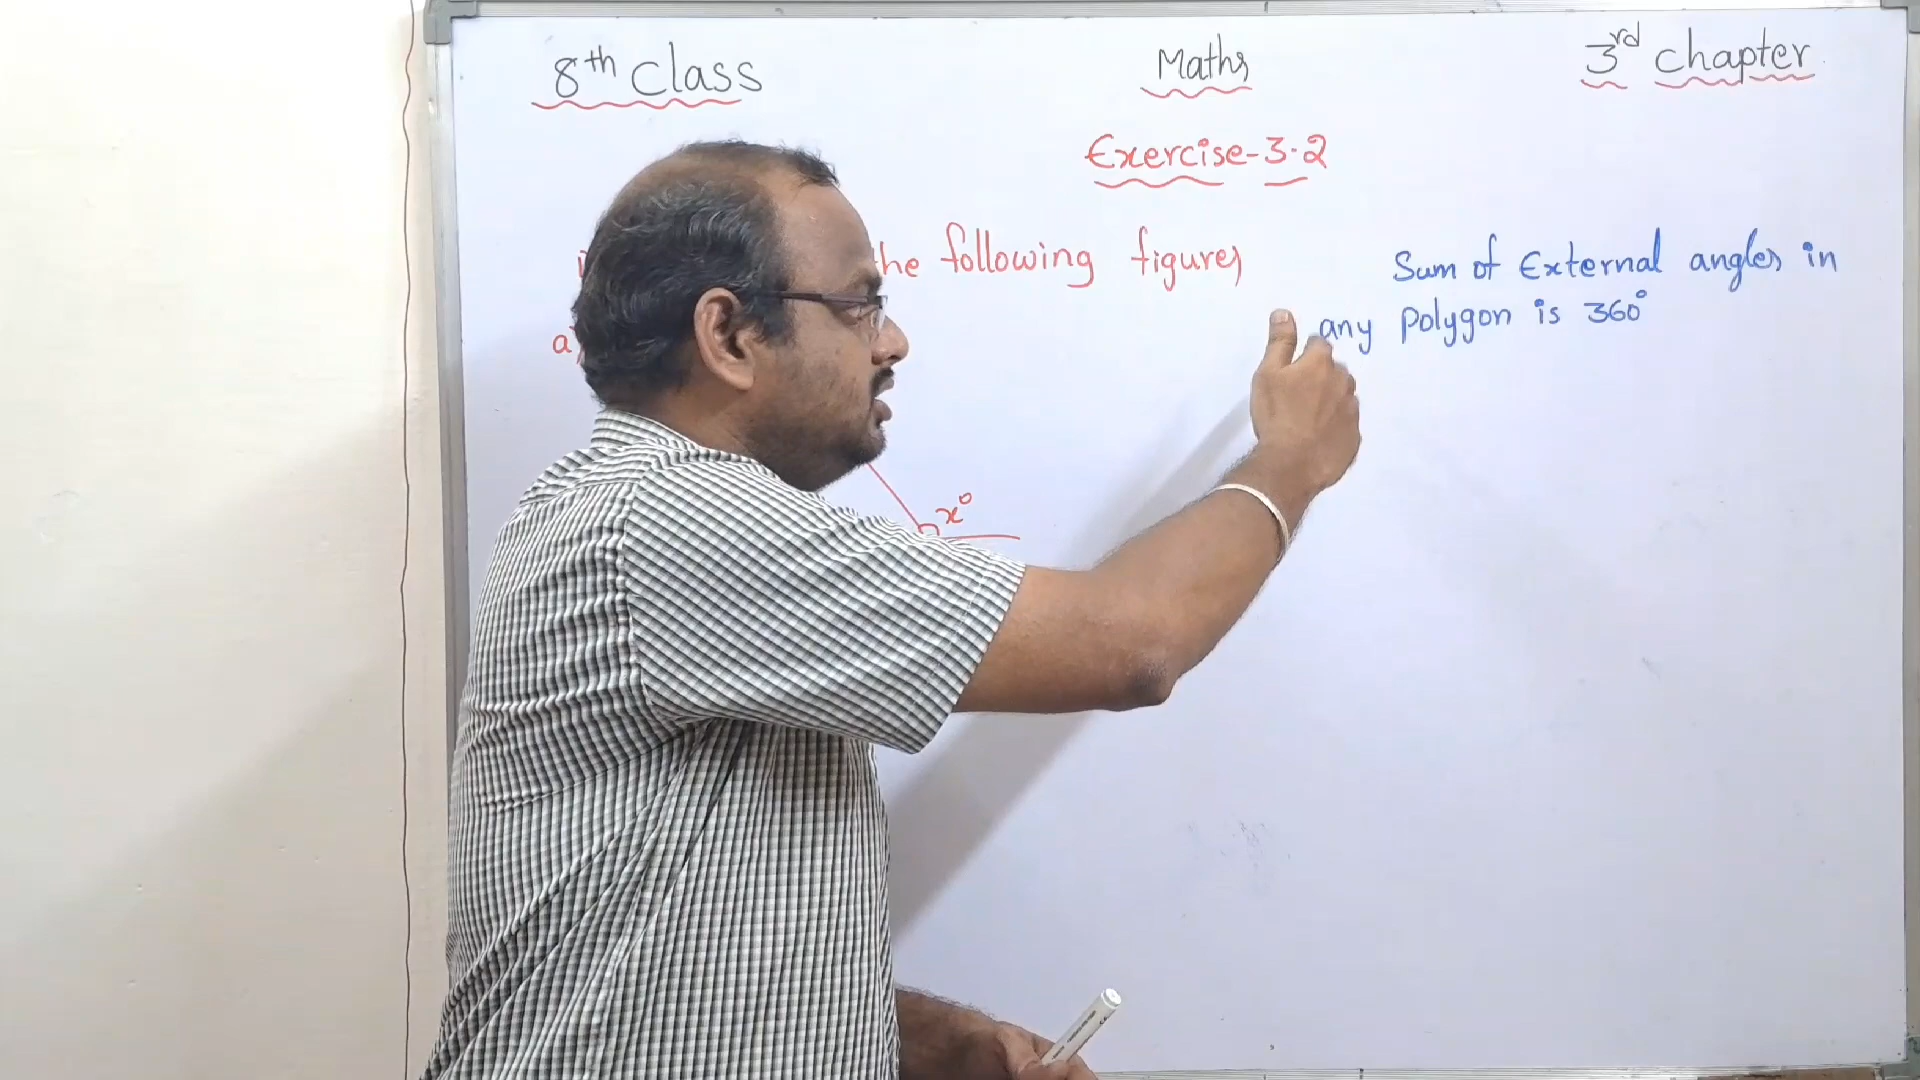 8th Class
Maths
3rd chapter
Exercise-3.2
the following figures
Sum of External angles in
any polygon is 360°
a)
x°